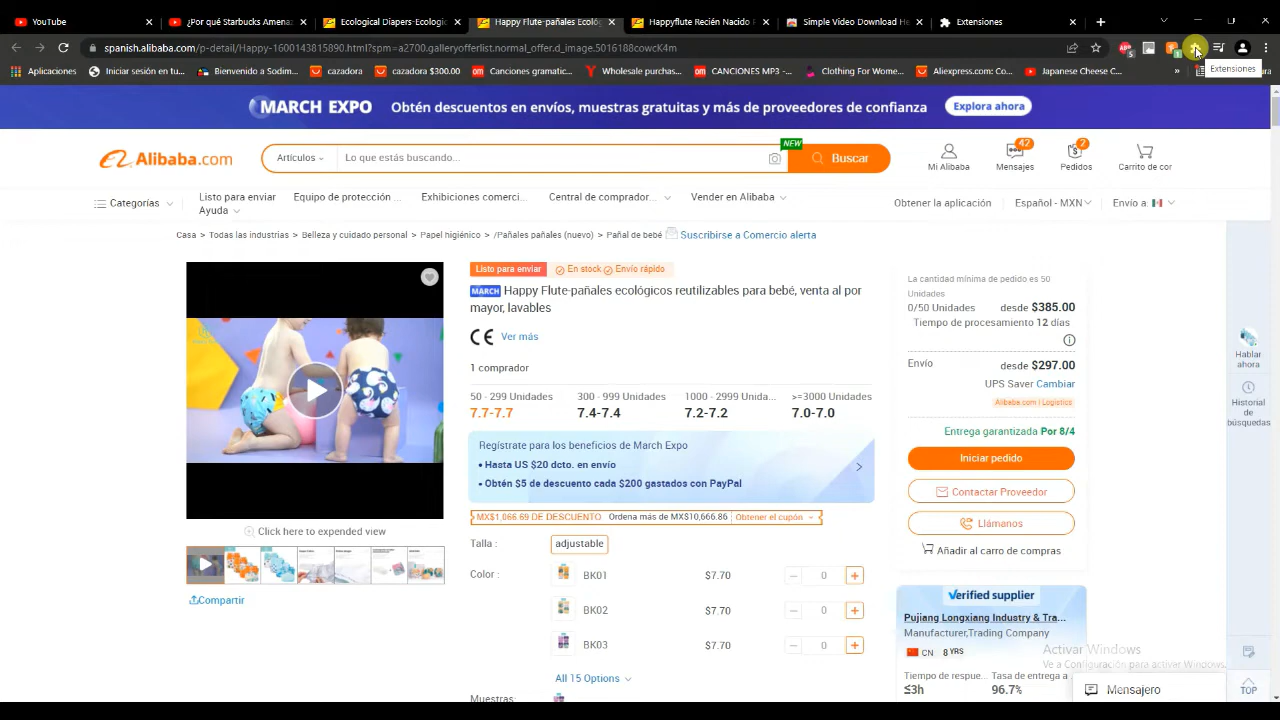 YouTube
¿Por qué Starbucks Amenaz
Ecological Diapers-Ecologi
Happy Flute-pañales Ecoló
Happyflute Recién Nacido P
Simple Video Download He
Extensiones
spanish.alibaba.com/p-detail/Happy-1600143815890.html?spm=a2700.galleryofferlist.normal_offer.d_image.5016188cowcK4m
Extensiones
Aplicaciones
Iniciar sesión en tu...
Bienvenido a Sodim...
cazadora
cazadora $300.00
Canciones gramátic...
Wholesale purchas...
CANCIONES MP3 -...
Clothing For Wome...
Aliexpress.com: Co...
Japanese Cheese C...
MARCH EXPO
Obtén descuentos en envíos, muestras gratuitas y más de proveedores de confianza
Explora ahora
Alibaba.com
Artículos
Lo que estás buscando...
NEW
Buscar
42
2
Mi Alibaba
Mensajes
Pedidos
Carrito de cor
Categorías
Listo para enviar
Equipo de protección ...
Exhibiciones comerci...
Central de comprador...
Vender en Alibaba
Ayuda
Obtener la aplicación
Español - MXN
Envío a:
Casa > Todas las industrias > Belleza y cuidado personal > Papel higiénico > /Pañales pañales (nuevo) > Pañal de bebé
Suscribirse a Comercio alerta
Click here to expended view
Compartir
Listo para enviar
En stock
Envío rápido
MARCH Happy Flute-pañales ecológicos reutilizables para bebé, venta al por
mayor, lavables
CE Ver más
1 comprador
50 - 299 Unidades
300 - 999 Unidades
1000 - 2999 Unida...
>=3000 Unidades
7.7-7.7
7.4-7.4
7.2-7.2
7.0-7.0
Regístrate para los beneficios de March Expo
• Hasta US $20 dcto. en envío
• Obtén $5 de descuento cada $200 gastados con PayPal
MX$1,066.69 DE DESCUENTO
Ordena más de MX$10,666.86
Obtener el cupón
Talla :
adjustable
Color :
BK01
$7.70
0
BK02
$7.70
0
BK03
$7.70
0
All 15 Options
Muestras:
La cantidad mínima de pedido es 50
Unidades
0/50 Unidades
desde $385.00
Tiempo de procesamiento 12 días
Envío
desde $297.00
UPS Saver Cambiar
Alibaba.com | Logistics
Entrega garantizada Por 8/4
Iniciar pedido
Contactar Proveedor
Llámanos
Añadir al carro de compras
Verified supplier
Pujiang Longxiang Industry & Tra...
Manufacturer,Trading Company
CN 8 YRS
Tiempo de respue...
Tasa de entrega a
≤3h
96.7%
Activar Windows
Ve a Configuración para activar Windows.
Mensajero
Hablar
ahora
Historial
de
búsquedas
TOP